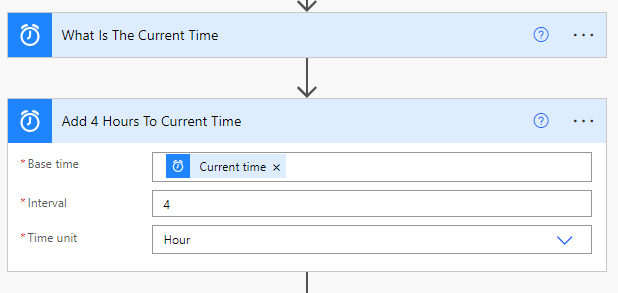 What Is The Current Time
? ...
Add 4 Hours To Current Time
? ...
* Base time
Current time ×
* Interval
4
* Time unit
Hour